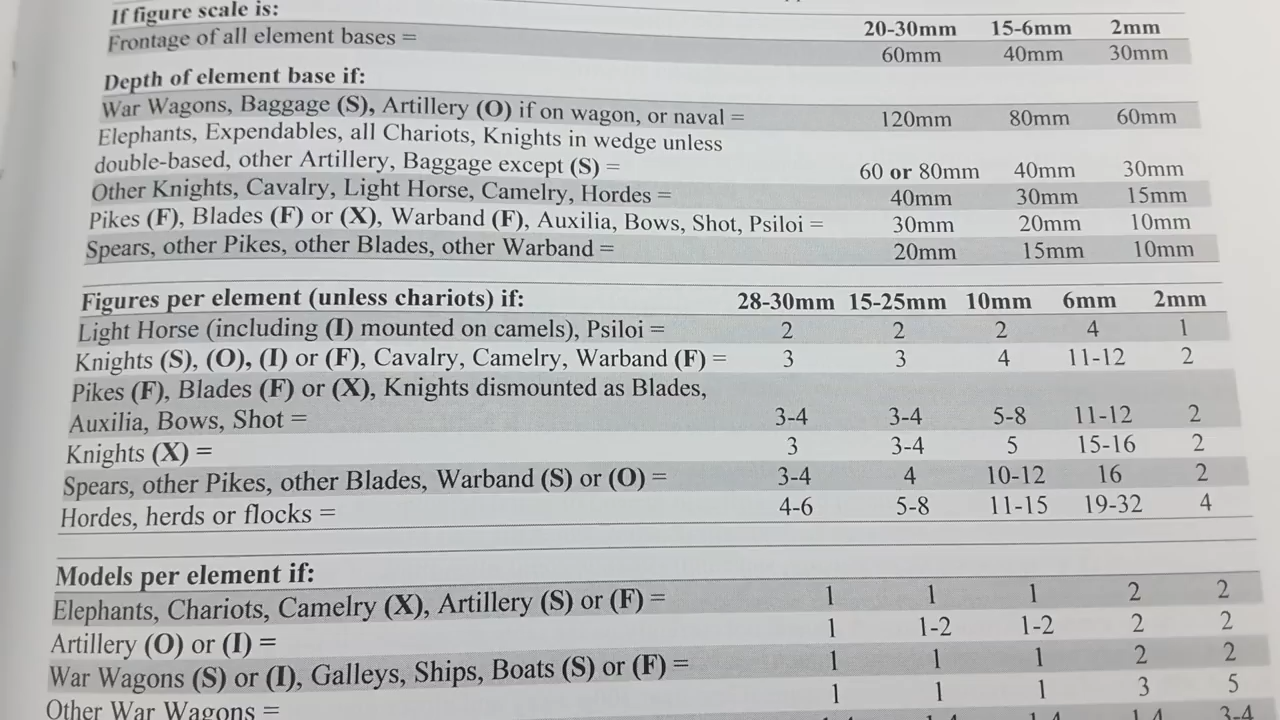 If figure scale is: 20-30mm 15-6mm 2mm
Frontage of all element bases = 60mm 40mm 30mm
Depth of element base if:
War Wagons, Baggage (S), Artillery (O) if on wagon, or naval = 120mm 80mm 60mm
Elephants, Expendables, all Chariots, Knights in wedge unless
double-based, other Artillery, Baggage except (S) = 60 or 80mm 40mm 30mm
Other Knights, Cavalry, Light Horse, Camelry, Hordes = 40mm 30mm 15mm
Pikes (F), Blades (F) or (X), Warband (F), Auxilia, Bows, Shot, Psiloi = 30mm 20mm 10mm
Spears, other Pikes, other Blades, other Warband = 20mm 15mm 10mm
Figures per element (unless chariots) if: 28-30mm 15-25mm 10mm 6mm 2mm
Light Horse (including (I) mounted on camels), Psiloi = 2 2 2 4 1
Knights (S), (O), (I) or (F), Cavalry, Camelry, Warband (F) = 3 3 4 11-12 2
Pikes (F), Blades (F) or (X), Knights dismounted as Blades,
Auxilia, Bows, Shot = 3-4 3-4 5-8 11-12 2
Knights (X) = 3 3-4 5 15-16 2
Spears, other Pikes, other Blades, Warband (S) or (O) = 3-4 4 10-12 16 2
Hordes, herds or flocks = 4-6 5-8 11-15 19-32 4
Models per element if:
Elephants, Chariots, Camelry (X), Artillery (S) or (F) = 1 1 1 2 2
Artillery (O) or (I) = 1 1-2 1-2 2 2
War Wagons (S) or (I), Galleys, Ships, Boats (S) or (F) = 1 1 1 2 2
Other War Wagons = 1 1 1 3 5
1-4 1-4 1-4 3-4